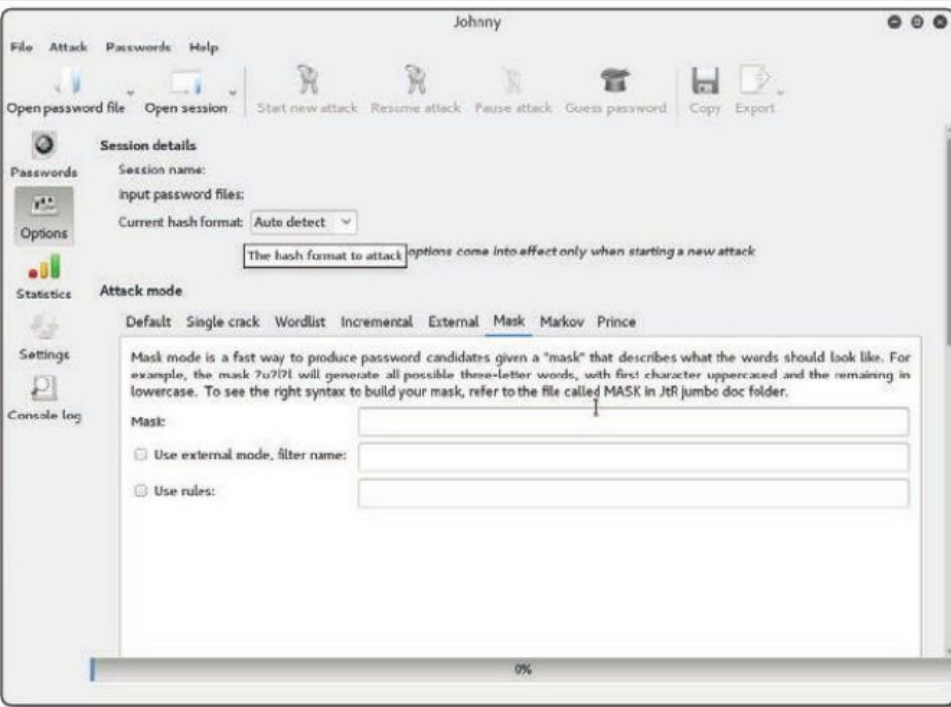 Johnny
File Attack Passwords Help
Open password file Open session Start new attack Resume attack Pause attack Guess password Copy Export
Passwords
Options
Statistics
Settings
Console log
Session details
Session name:
Input password files:
Current hash format: Auto detect
The hash format to attack options come into effect only when starting a new attack
Attack mode
Default Single crack Wordlist Incremental External Mask Markov Prince
Mask mode is a fast way to produce password candidates given a "mask" that describes what the words should look like. For
example, the mask ?u?l?l will generate all possible three-letter words, with first character uppercased and the remaining in
lowercase. To see the right syntax to build your mask, refer to the file called MASK in JtR jumbo doc folder.
Mask:
Use external mode, filter name:
Use rules:
0%